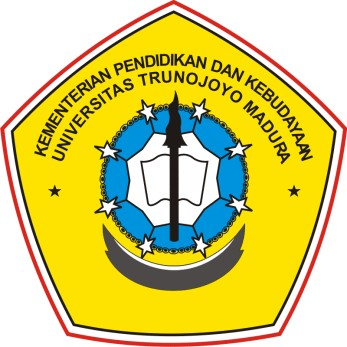 KEMENTERIAN PENDIDIKAN DAN KEBUDAYAAN
UNIVERSITAS TRUNOJOYO MADURA